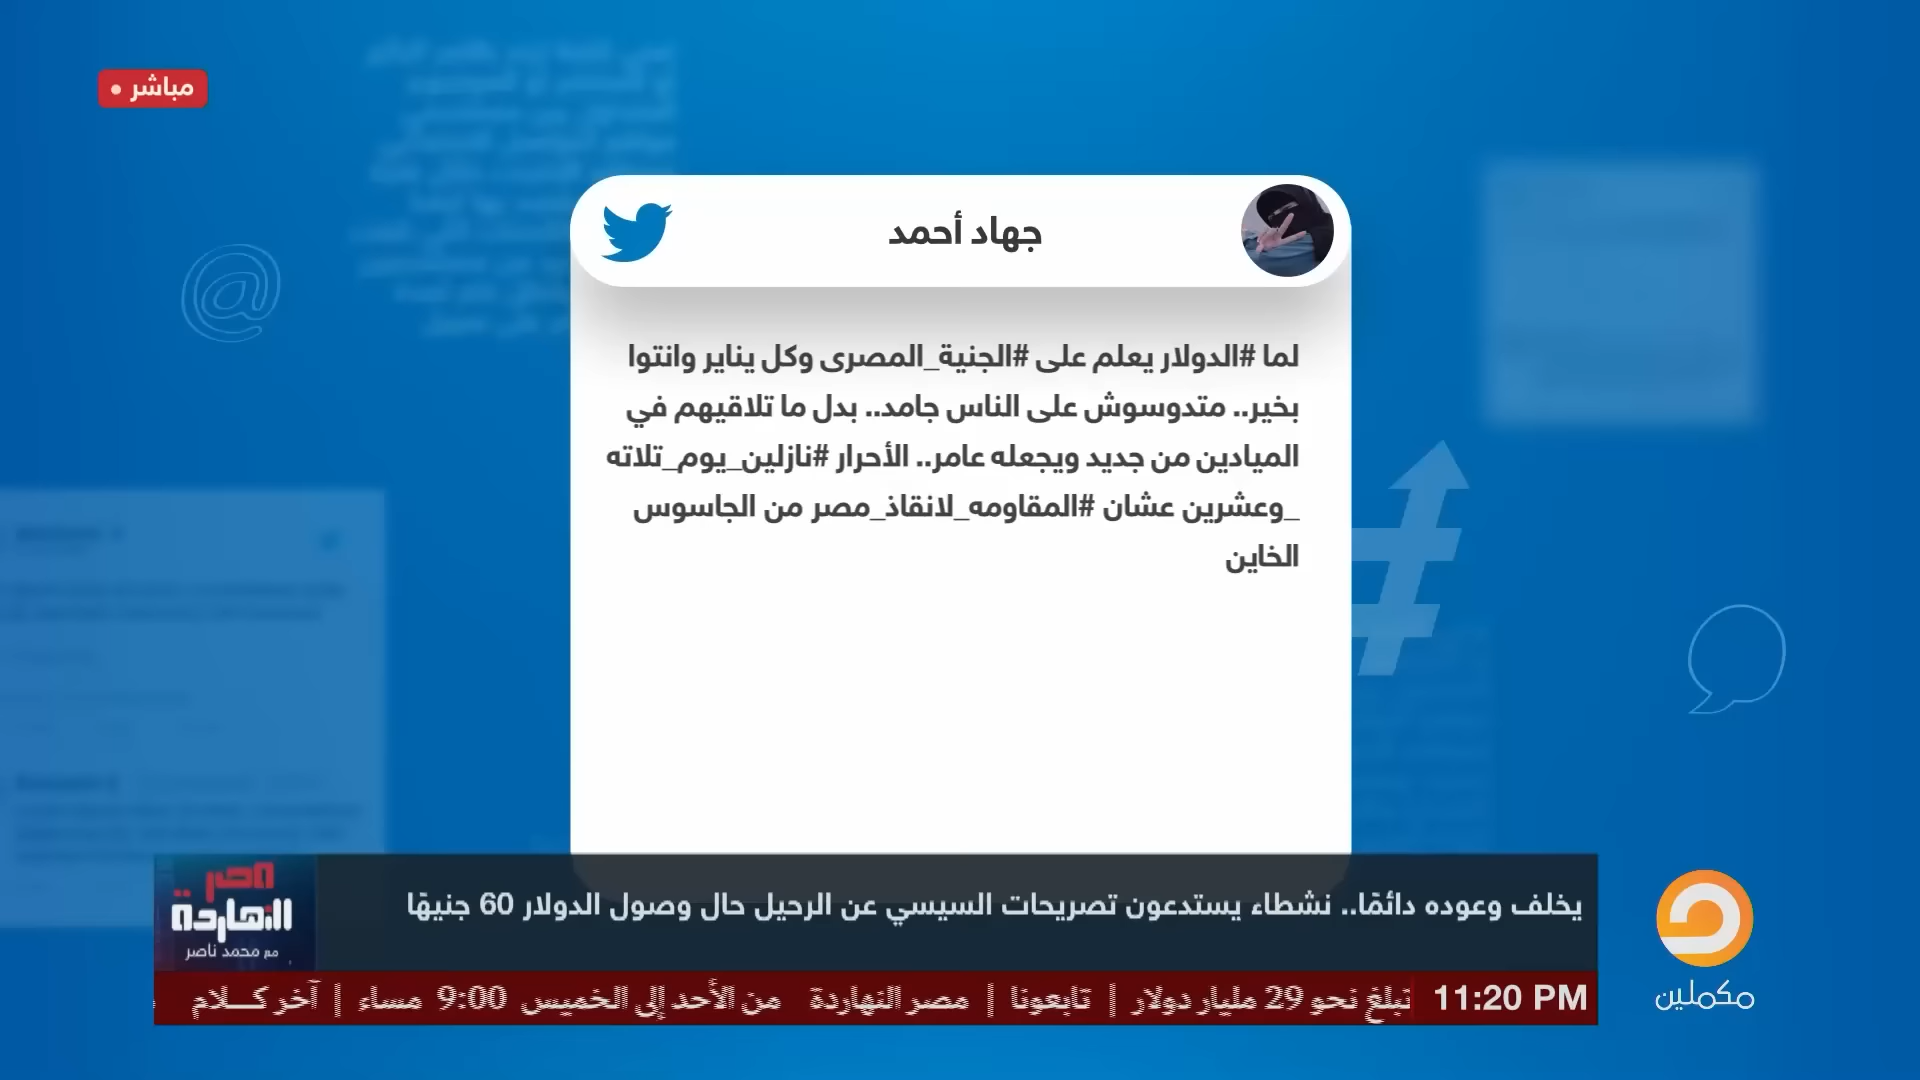 مباشر
جهاد أحمد
لما #الدولار يعلم على #الجنية_المصرى وكل يناير وانتوا
بخير.. متدوسوش على الناس جامد.. بدل ما تلاقيهم في
الميادين من جديد ويجعله عامر.. الأحرار #نازلين_يوم_تلاته
_وعشرين عشان #المقاومه_لانقاذ_مصر من الجاسوس
الخاين
يخلف وعوده دائمًا.. نشطاء يستدعون تصريحات السيسي عن الرحيل حال وصول الدولار 60 جنيهًا
مصر
النهاردة
مع محمد ناصر
11:20 PM
تبلغ نحو 29 مليار دولار | تابعونا | مصر النهاردة من الأحد إلى الخميس 9:00 مساء | آخر كـــلام
مكملين